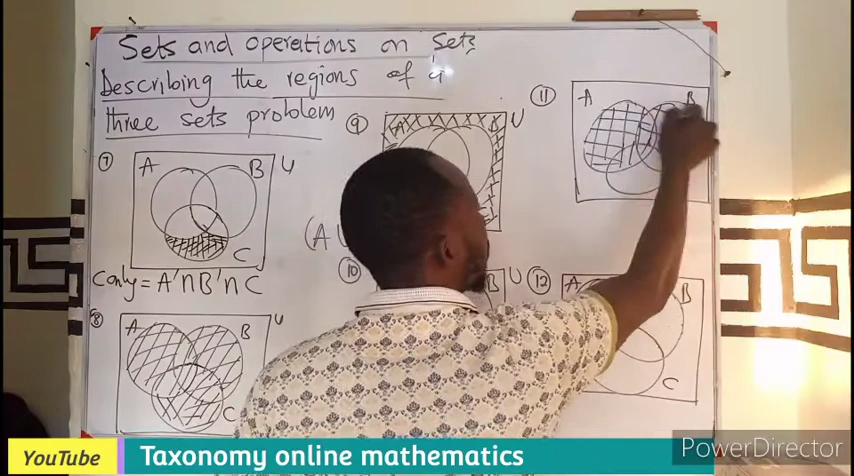 Sets and operations on Sets
Describing the regions of a
three sets problem
7
A B U
C
C only = A'∩B'∩C
8
A B U
C
9
A B U
(A U
10
B U
11
A B
12
A B
C
YouTube Taxonomy online mathematics
PowerDirector